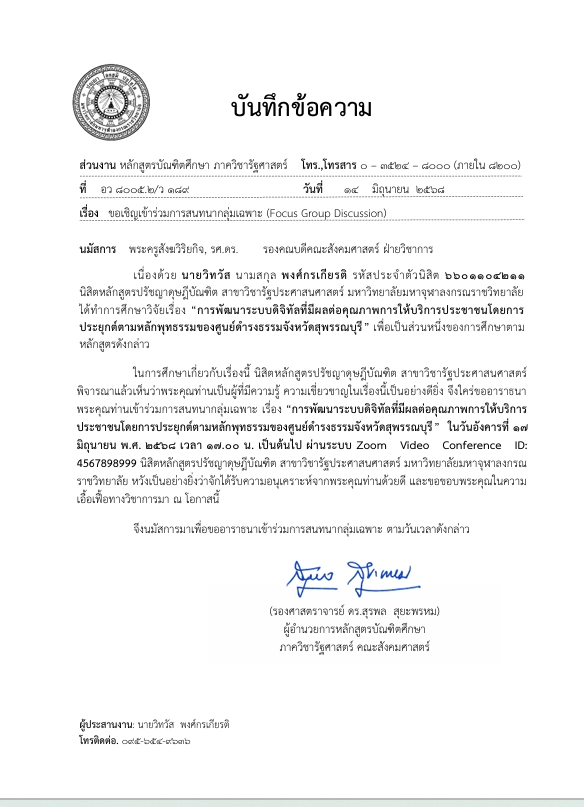 บันทึกข้อความ
ส่วนงาน หลักสูตรบัณฑิตศึกษา ภาควิชารัฐศาสตร์ โทร.,โทรสาร ๐ – ๓๕๒๔ – ๘๐๐๐ (ภายใน ๘๒๐๐)
ที่ อว ๘๐๐๕.๒/ว ๑๘๙ วันที่ ๑๔ มิถุนายน ๒๕๖๘
เรื่อง ขอเชิญเข้าร่วมการสนทนากลุ่มเฉพาะ (Focus Group Discussion)
นมัสการ พระครูสังฆวิริยกิจ, รศ.ดร. รองคณบดีคณะสังคมศาสตร์ ฝ่ายวิชาการ
เนื่องด้วย นายวิทวัส นามสกุล พงศ์กรเกียรติ รหัสประจำตัวนิสิต ๖๖๐๑๑๐๔๒๑๑
นิสิตหลักสูตรปรัชญาดุษฎีบัณฑิต สาขาวิชารัฐประศาสนศาสตร์ มหาวิทยาลัยมหาจุฬาลงกรณราชวิทยาลัย
ได้ทำการศึกษาวิจัยเรื่อง “การพัฒนาระบบดิจิทัลที่มีผลต่อคุณภาพการให้บริการประชาชนโดยการ
ประยุกต์ตามหลักพุทธรรมของศูนย์ดำรงธรรมจังหวัดสุพรรณบุรี” เพื่อเป็นส่วนหนึ่งของการศึกษาตาม
หลักสูตรดังกล่าว
ในการศึกษาเกี่ยวกับเรื่องนี้ นิสิตหลักสูตรปรัชญาดุษฎีบัณฑิต สาขาวิชารัฐประศาสนศาสตร์
พิจารณาแล้วเห็นว่าพระคุณท่านเป็นผู้ที่มีความรู้ ความเชี่ยวชาญในเรื่องนี้เป็นอย่างดียิ่ง จึงใคร่ขออาราธนา
พระคุณท่านเข้าร่วมการสนทนากลุ่มเฉพาะ เรื่อง “การพัฒนาระบบดิจิทัลที่มีผลต่อคุณภาพการให้บริการ
ประชาชนโดยการประยุกต์ตามหลักพุทธรรมของศูนย์ดำรงธรรมจังหวัดสุพรรณบุรี” ในวันอังคารที่ ๑๗
มิถุนายน พ.ศ. ๒๕๖๘ เวลา ๑๗.๐๐ น. เป็นต้นไป ผ่านระบบ Zoom Video Conference ID:
4567898999 นิสิตหลักสูตรปรัชญาดุษฎีบัณฑิต สาขาวิชารัฐประศาสนศาสตร์ มหาวิทยาลัยมหาจุฬาลงกรณ
ราชวิทยาลัย หวังเป็นอย่างยิ่งว่าจักได้รับความอนุเคราะห์จากพระคุณท่านด้วยดี และขอขอบพระคุณในความ
เอื้อเฟื้อทางวิชาการมา ณ โอกาสนี้
จึงนมัสการมาเพื่อขออาราธนาเข้าร่วมการสนทนากลุ่มเฉพาะ ตามวันเวลาดังกล่าว
(รองศาสตราจารย์ ดร.สุรพล สุยะพรหม)
ผู้อำนวยการหลักสูตรบัณฑิตศึกษา
ภาควิชารัฐศาสตร์ คณะสังคมศาสตร์
ผู้ประสานงาน: นายวิทวัส พงศ์กรเกียรติ
โทรติดต่อ. ๐๙๕-๖๕๔-๙๖๓๖